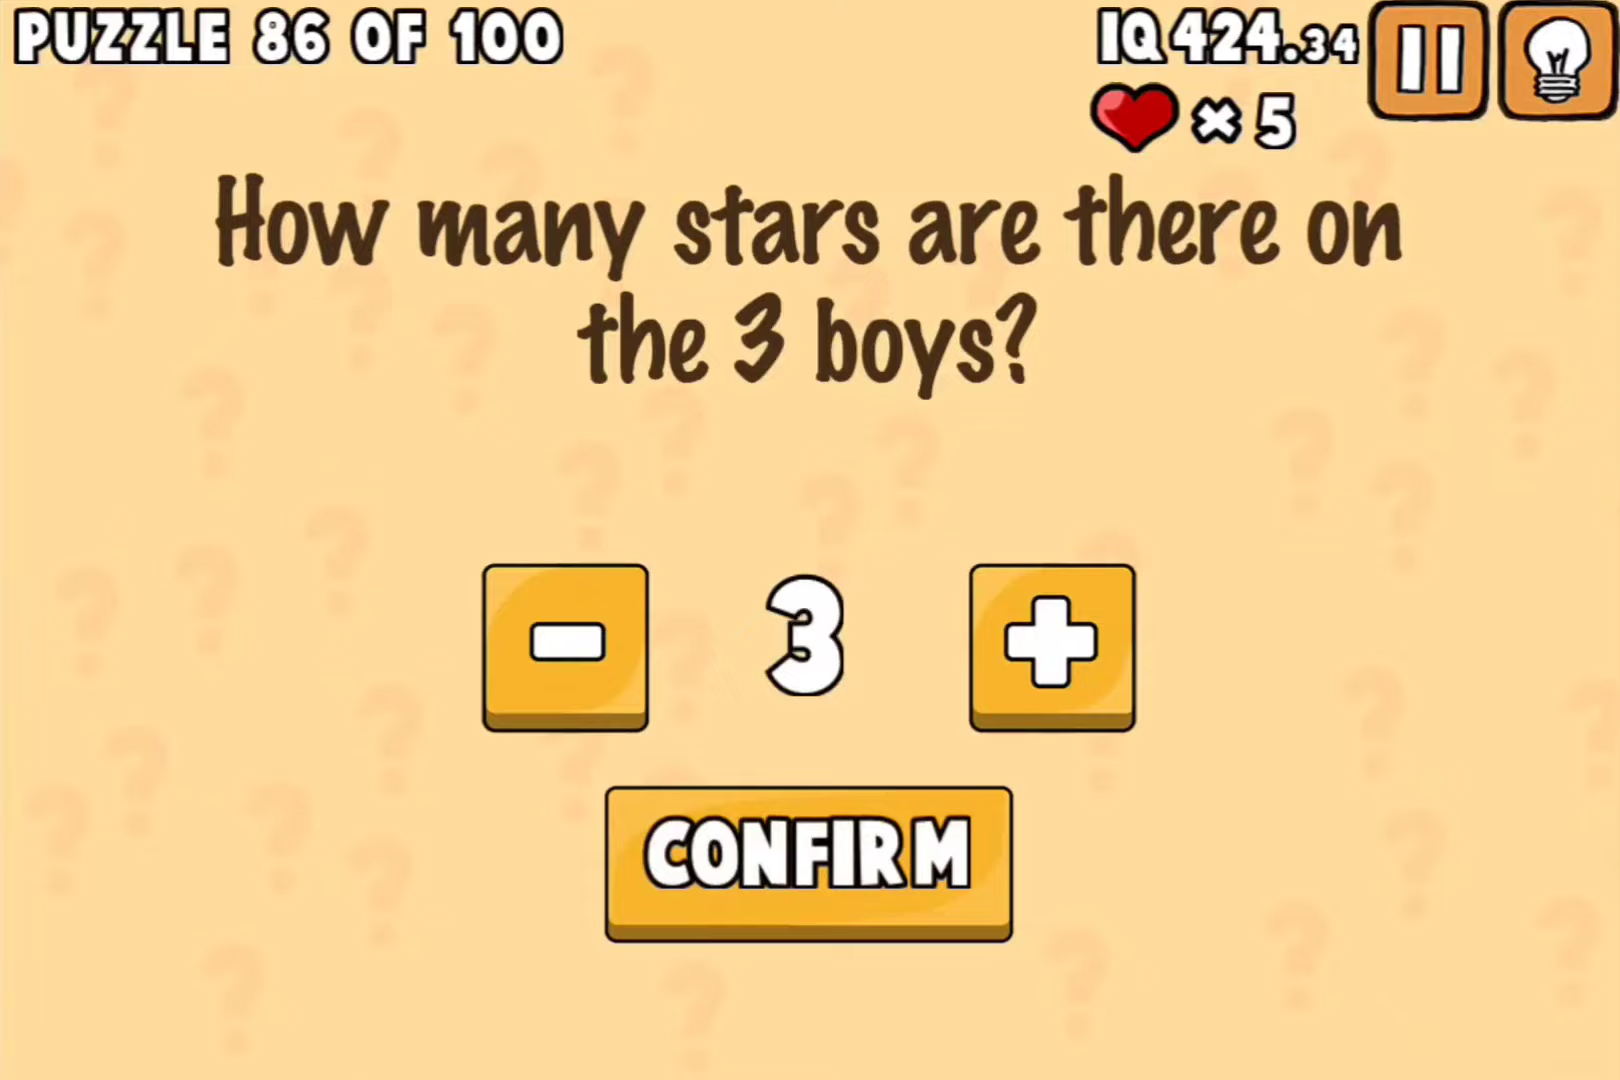 PUZZLE 86 OF 100
IQ 424.34
× 5
How many stars are there on
the 3 boys?
- 3 +
CONFIRM